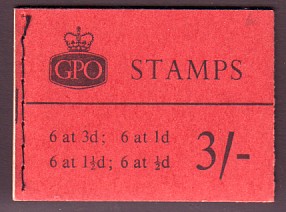 GPO STAMPS
6 at 3d: 6 at 1d
6 at 1½d; 6 at ½d 3/-